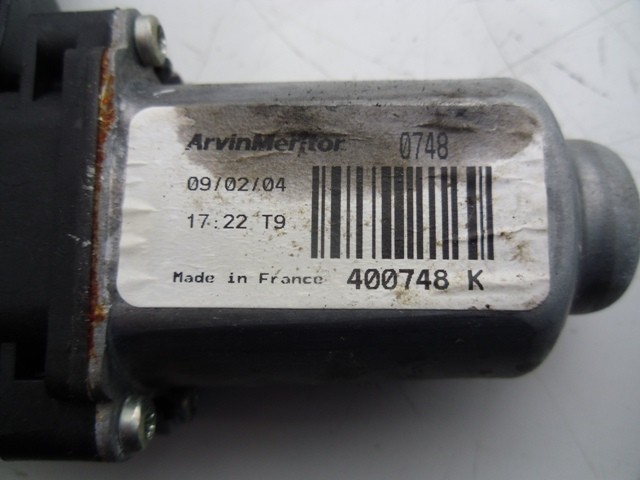 ArvinMeritor 0748
09/02/04
17:22 T9
Made in France 400748 K